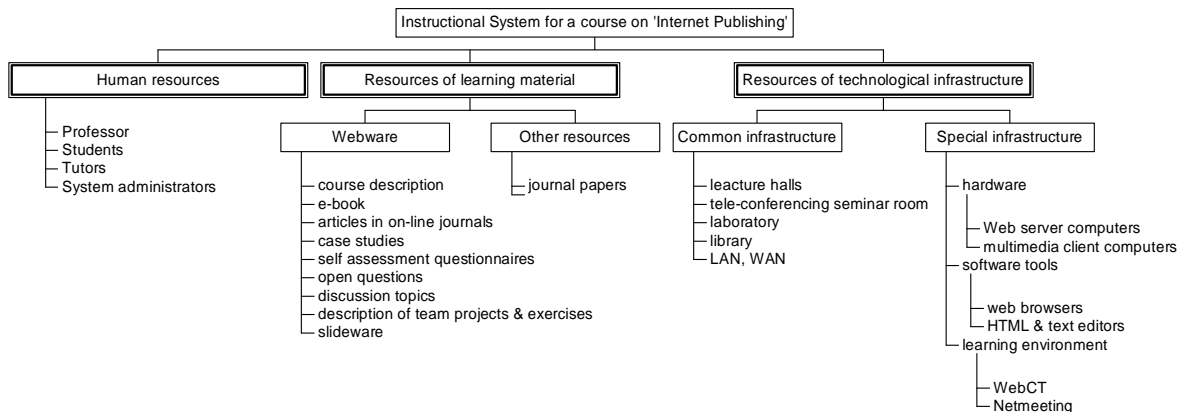 Instructional System for a course on 'Internet Publishing'
Human resources
Professor
Students
Tutors
System administrators
Resources of learning material
Webware
course description
e-book
articles in on-line journals
case studies
self assessment questionnaires
open questions
discussion topics
description of team projects & exercises
slideware
Other resources
journal papers
Resources of technological infrastructure
Common infrastructure
leacture halls
tele-conferencing seminar room
laboratory
library
LAN, WAN
Special infrastructure
hardware
Web server computers
multimedia client computers
software tools
web browsers
HTML & text editors
learning environment
WebCT
Netmeeting